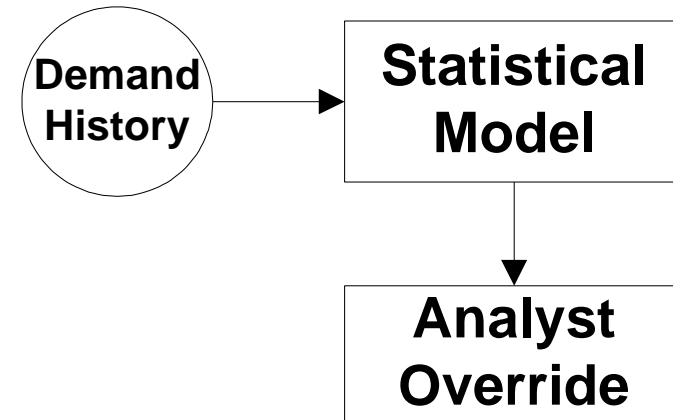 Demand
History
Statistical
Model
Analyst
Override